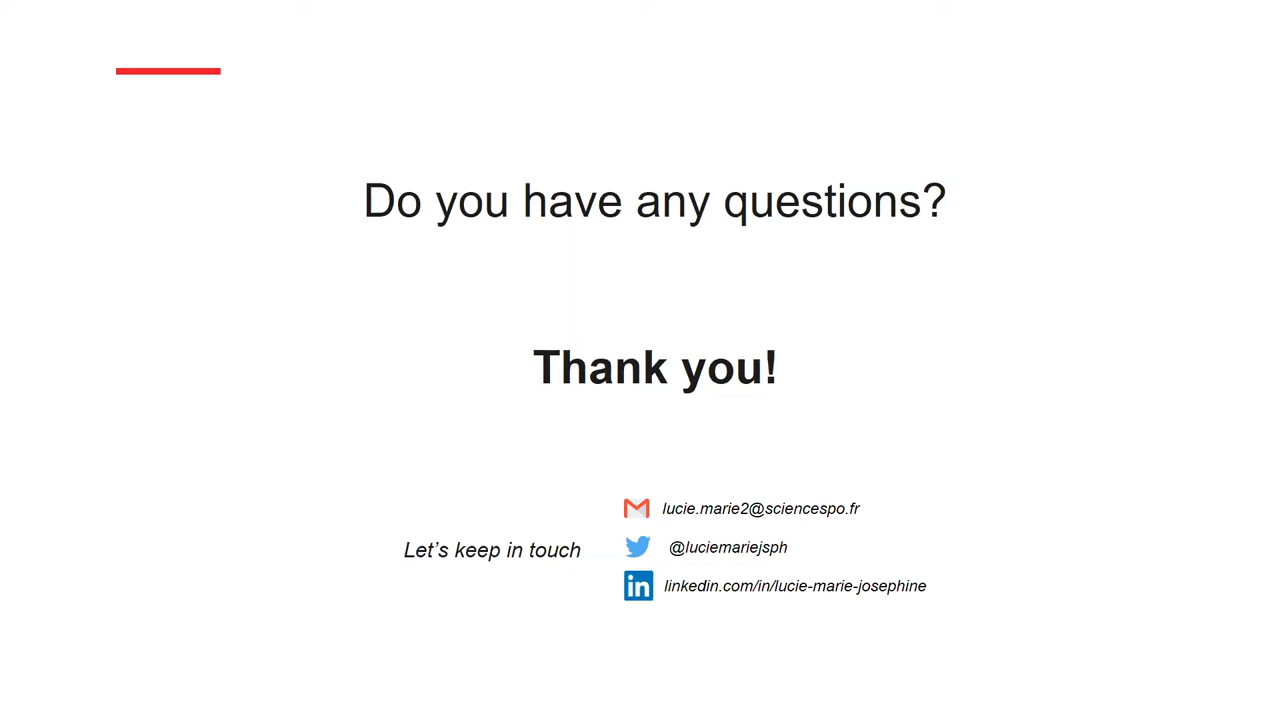 Do you have any questions?
Thank you!
Let's keep in touch
lucie.marie2@sciencespo.fr
@luciemariejsph
linkedin.com/in/lucie-marie-josephine